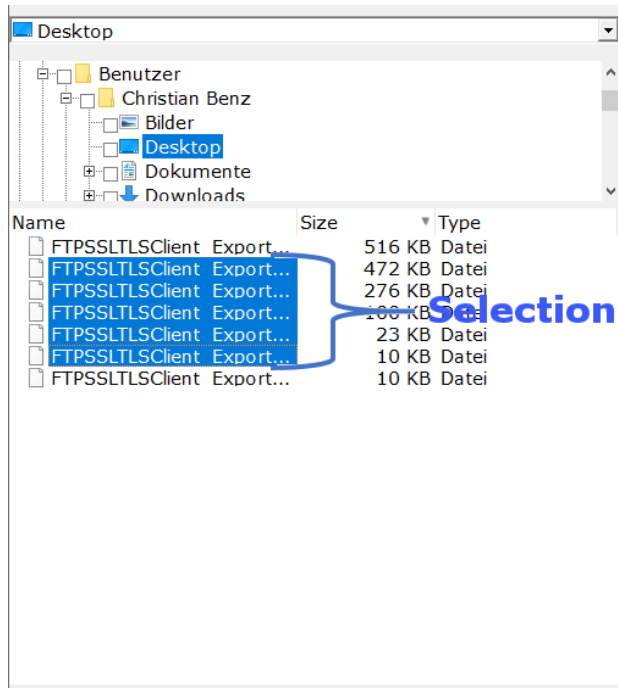 Desktop
Benutzer
Christian Benz
Bilder
Desktop
Dokumente
Downloads
Name Size Type
FTPSSLTLSClient Export... 516 KB Datei
FTPSSLTLSClient Export... 472 KB Datei
FTPSSLTLSClient Export... 276 KB Datei
FTPSSLTLSClient Export... KB Datei
Selection
FTPSSLTLSClient Export... 23 KB Datei
FTPSSLTLSClient Export... 10 KB Datei
FTPSSLTLSClient Export... 10 KB Datei